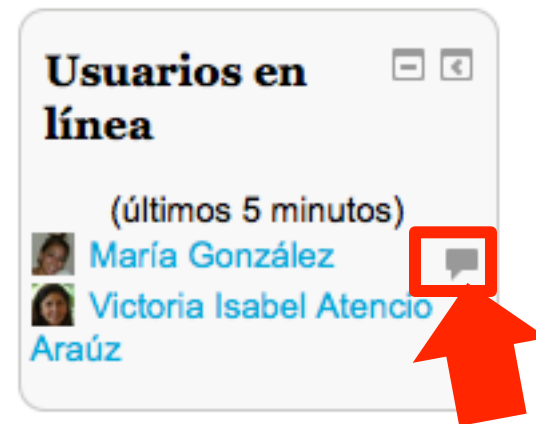 Usuarios en
línea
(últimos 5 minutos)
María González
Victoria Isabel Atencio
Araúz